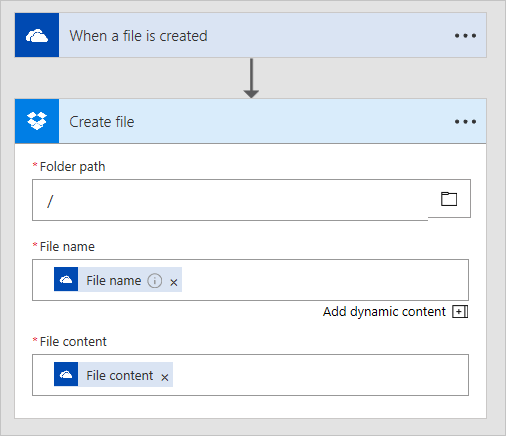 When a file is created
Create file
*Folder path
/
*File name
File name
Add dynamic content
*File content
File content